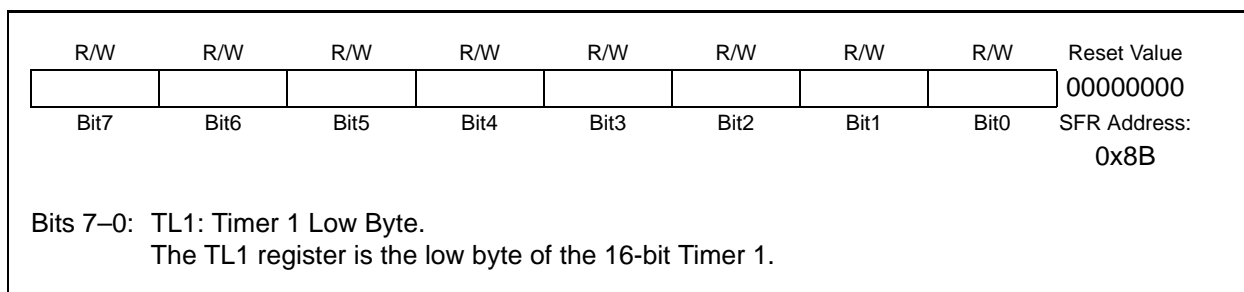 R/W R/W R/W R/W R/W R/W R/W R/W Reset Value
00000000
Bit7 Bit6 Bit5 Bit4 Bit3 Bit2 Bit1 Bit0 SFR Address:
0x8B
Bits 7–0: TL1: Timer 1 Low Byte.
The TL1 register is the low byte of the 16-bit Timer 1.